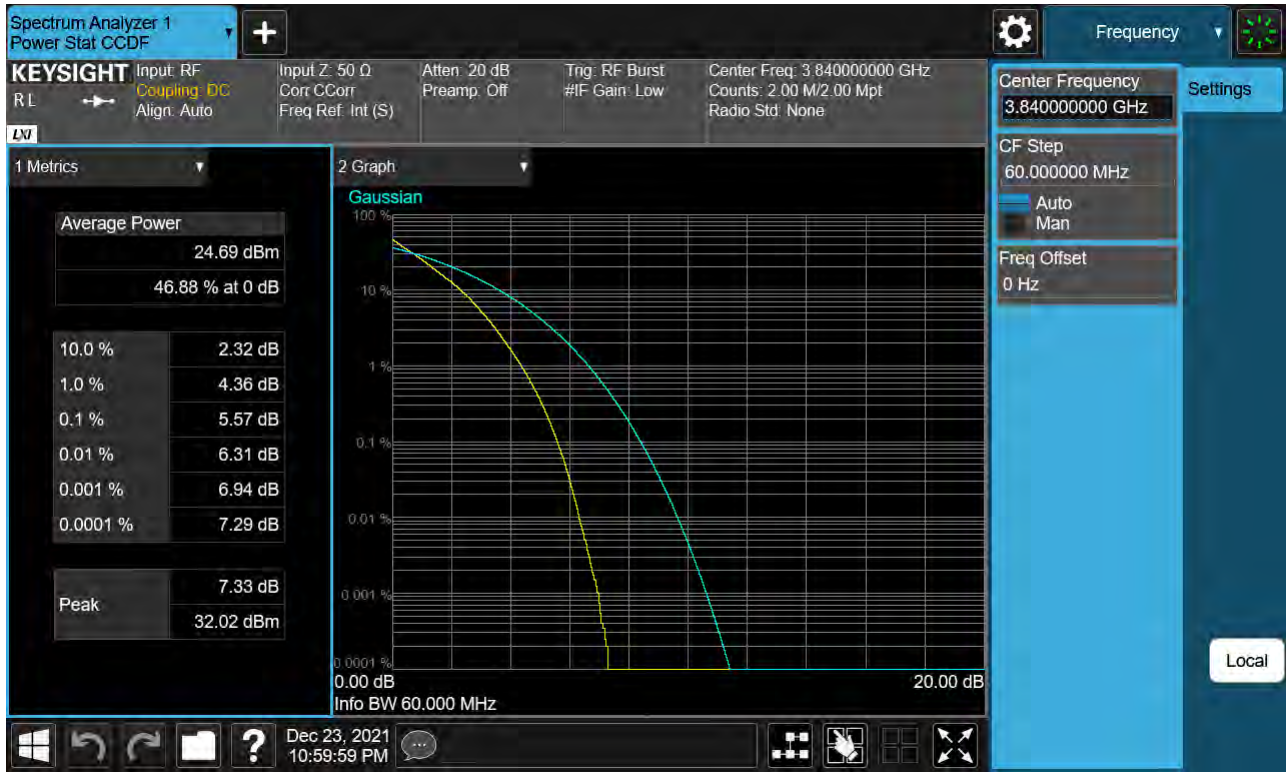 Spectrum Analyzer 1
Power Stat CCDF
+
Frequency
KEYSIGHT
RL
LXI
Input: RF
Coupling: DC
Align: Auto
Input Z: 50 Ω
Corr CCorr
Freq Ref: Int (S)
Atten: 20 dB
Preamp: Off
Trig: RF Burst
#IF Gain: Low
Center Freq: 3.840000000 GHz
Counts: 2.00 M/2.00 Mpt
Radio Std: None
Center Frequency
3.840000000 GHz
Settings
CF Step
60.000000 MHz
Auto
Man
Freq Offset
0 Hz
Local
1 Metrics
Average Power
24.69 dBm
46.88 % at 0 dB
10.0 % 2.32 dB
1.0 % 4.36 dB
0.1 % 5.57 dB
0.01 % 6.31 dB
0.001 % 6.94 dB
0.0001 % 7.29 dB
Peak
7.33 dB
32.02 dBm
2 Graph
Gaussian
100 %
10 %
1 %
0.1 %
0.01 %
0.001 %
0.0001 %
0.00 dB 20.00 dB
Info BW 60.000 MHz
?
Dec 23, 2021
10:59:59 PM